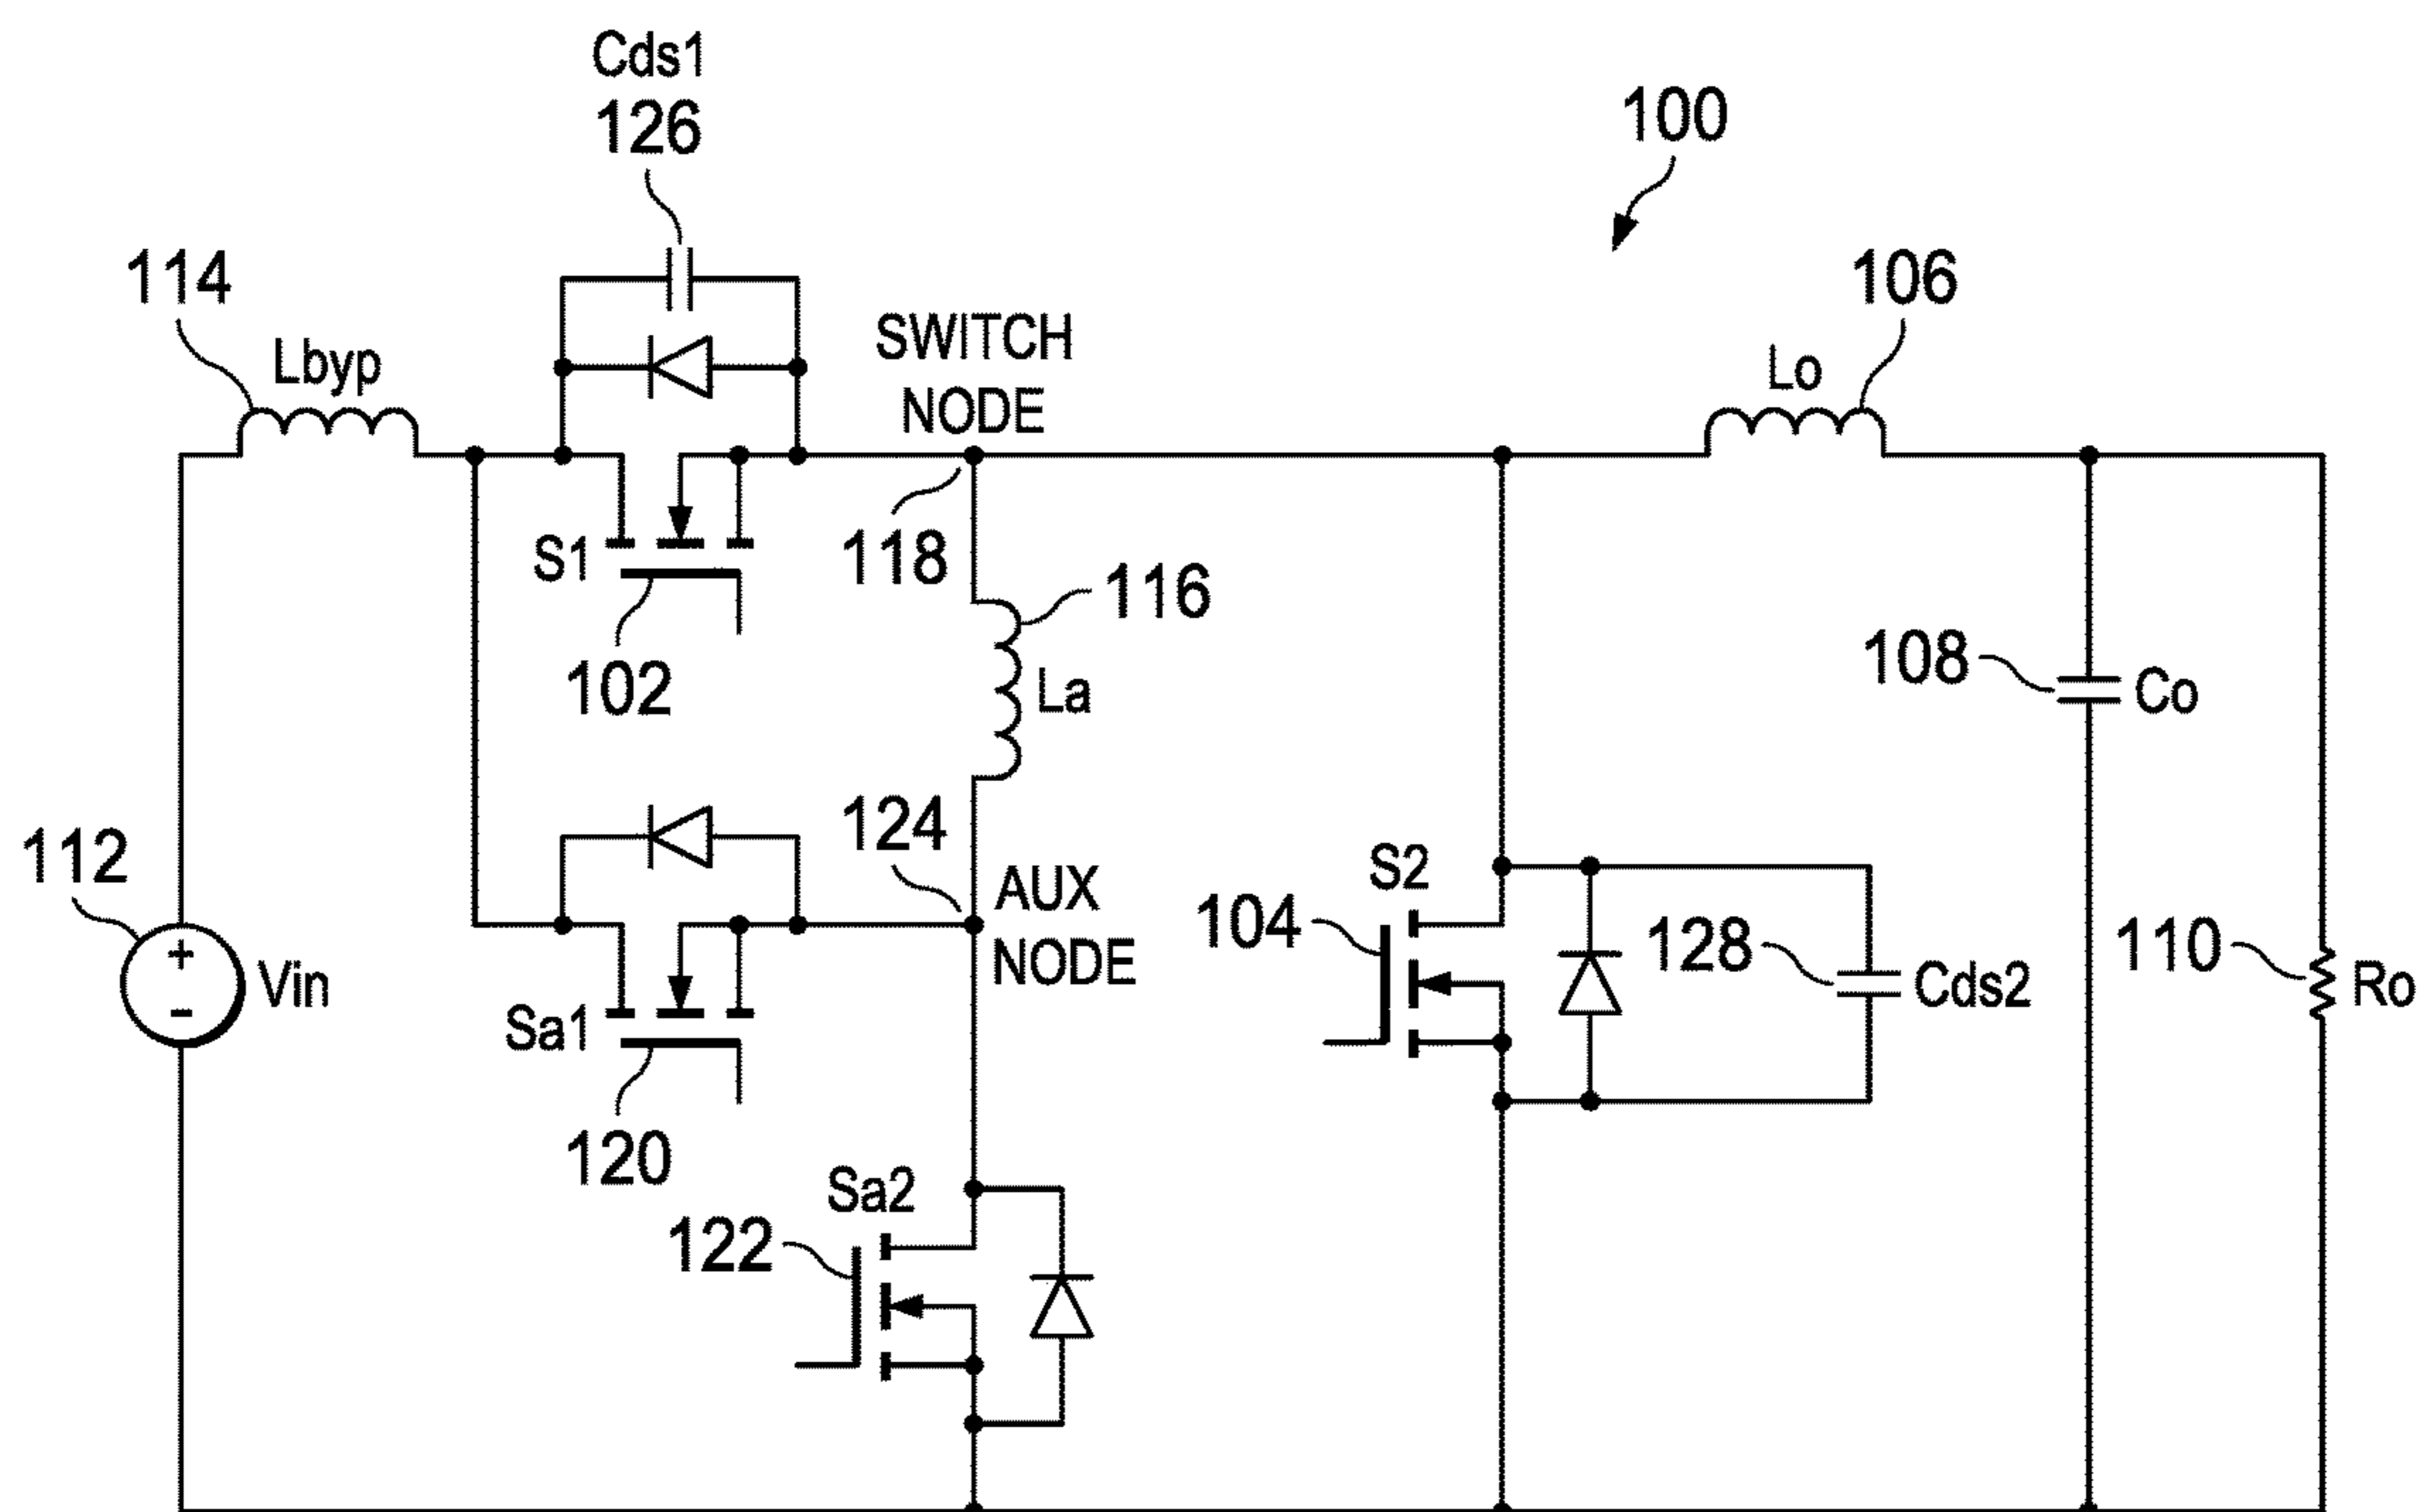 Cds1
126
100
114
Lbyp
SWITCH
NODE
Lo
106
S1
118
102
116
La
108
Co
112
Vin
+
-
124
AUX
NODE
Sa1
120
S2
104
128
Cds2
110
Ro
Sa2
122